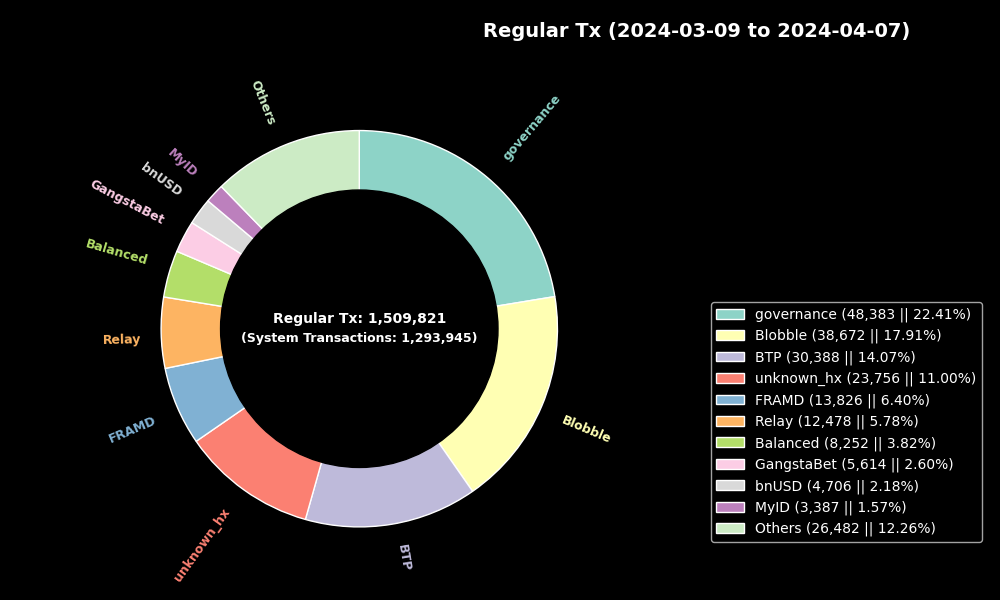 Regular Tx (2024-03-09 to 2024-04-07)
Others
governance
MyID
bnUSD
GangstaBet
Balanced
Relay
FRAMD
unknown_hx
BTP
Blobble
Regular Tx: 1,509,821
(System Transactions: 1,293,945)
governance (48,383 || 22.41%)
Blobble (38,672 || 17.91%)
BTP (30,388 || 14.07%)
unknown_hx (23,756 || 11.00%)
FRAMD (13,826 || 6.40%)
Relay (12,478 || 5.78%)
Balanced (8,252 || 3.82%)
GangstaBet (5,614 || 2.60%)
bnUSD (4,706 || 2.18%)
MyID (3,387 || 1.57%)
Others (26,482 || 12.26%)